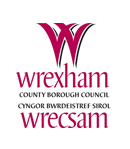 wrexham
COUNTY BOROUGH COUNCIL
CYNGOR BWRDEISTREF SIROL
wrecsam